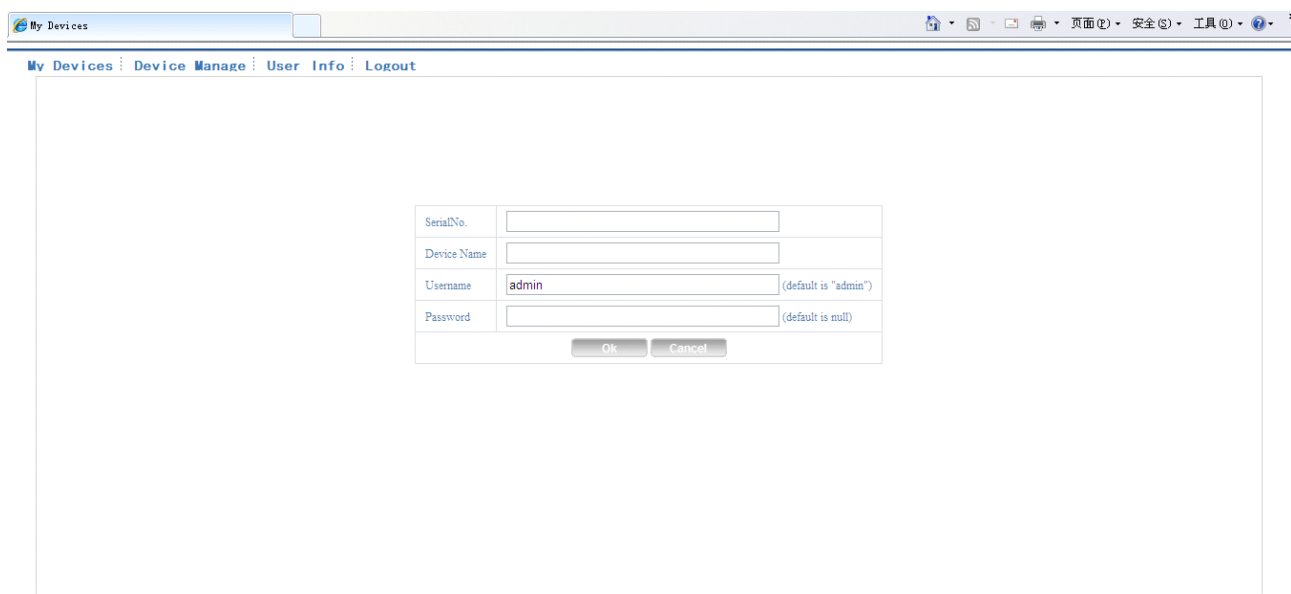 My Devices 页面(P) 安全(S) 工具(O)
My Devices Device Manage User Info Logout
SerialNo.
Device Name
Username admin (default is "admin")
Password (default is null)
Ok Cancel